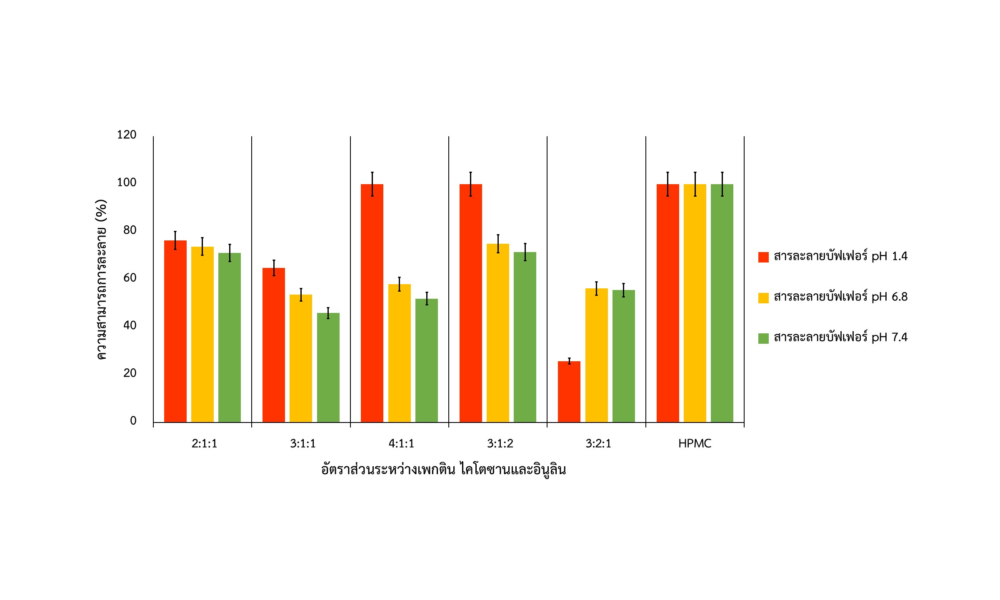 ความสามารถการละลาย (%)
120
100
80
60
40
20
0
2:1:1 3:1:1 4:1:1 3:1:2 3:2:1 HPMC
อัตราส่วนระหว่างเพกติน ไคโตซานและอินูลิน
สารละลายบัฟเฟอร์ pH 1.4
สารละลายบัฟเฟอร์ pH 6.8
สารละลายบัฟเฟอร์ pH 7.4